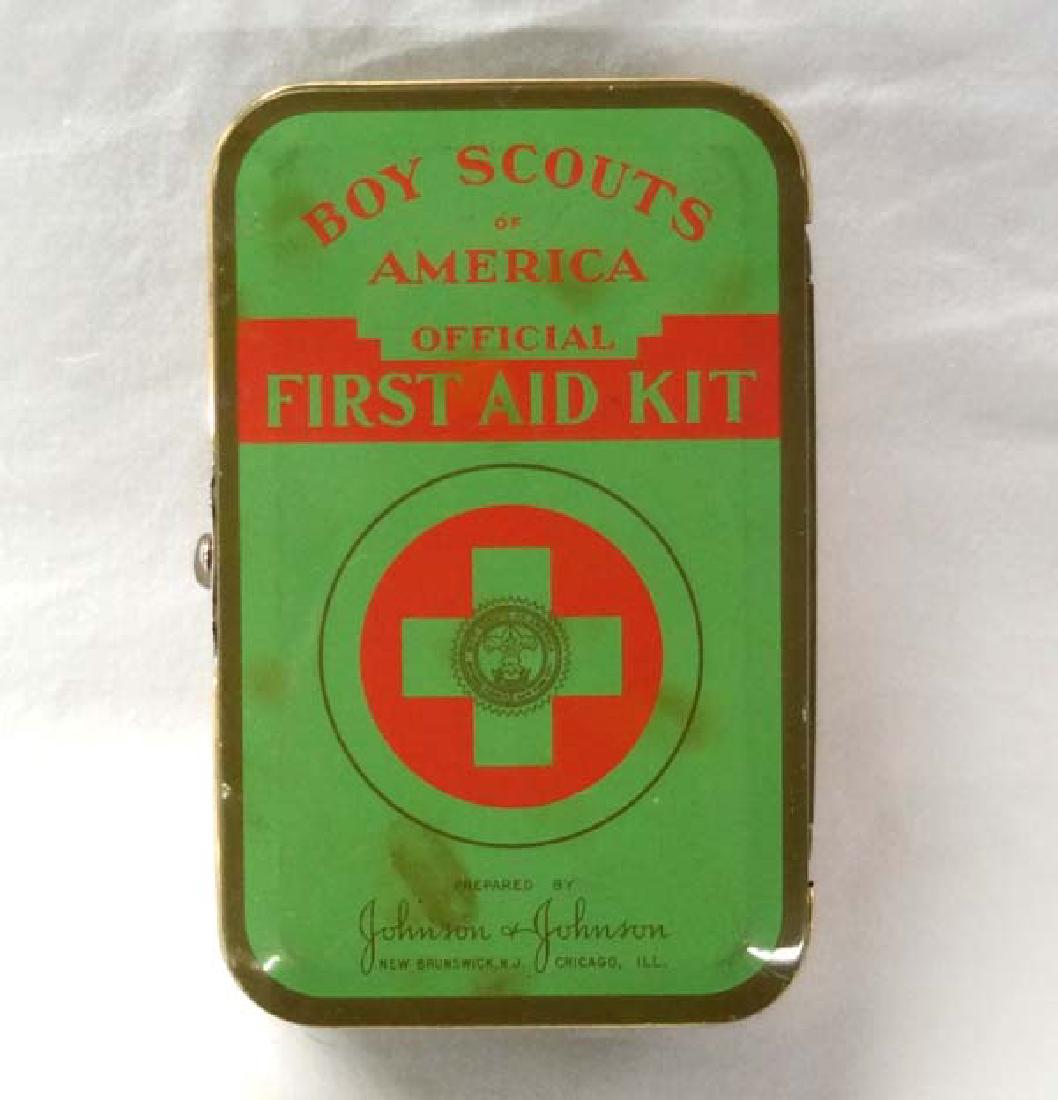 BOY SCOUTS
OF
AMERICA
OFFICIAL
FIRST AID KIT
PREPARED BY
Johnson & Johnson
NEW BRUNSWICK, N.J. CHICAGO, ILL.